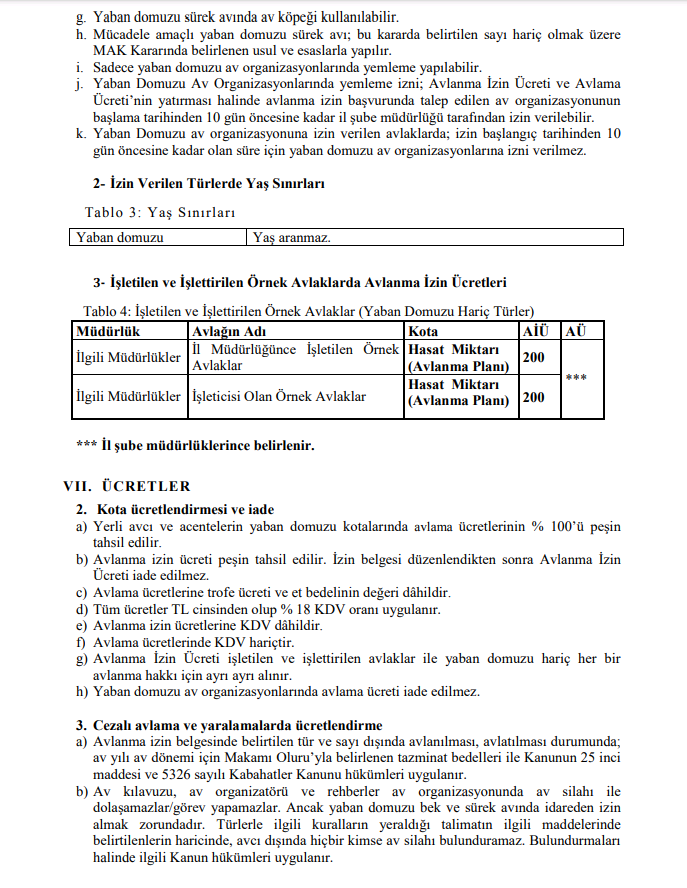 g. Yaban domuzu sürek avında av köpeği kullanılabilir.
h. Mücadele amaçlı yaban domuzu sürek avı; bu kararda belirtilen sayı hariç olmak üzere
MAK Kararında belirlenen usul ve esaslarla yapılır.
i. Sadece yaban domuzu av organizasyonlarında yemleme yapılabilir.
j. Yaban Domuzu Av Organizasyonlarında yemleme izni; Avlanma İzin Ücreti ve Avlama
Ücreti’nin yatırması halinde avlanma izin başvurunda talep edilen av organizasyonunun
başlama tarihinden 10 gün öncesine kadar il şube müdürlüğü tarafından izin verilebilir.
k. Yaban Domuzu av organizasyonuna izin verilen avlaklarda; izin başlangıç tarihinden 10
gün öncesine kadar olan süre için yaban domuzu av organizasyonlarına izni verilmez.
2- İzin Verilen Türlerde Yaş Sınırları
Tablo 3: Yaş Sınırları
Yaban domuzu Yaş aranmaz.
3- İşletilen ve İşlettirilen Örnek Avlaklarda Avlanma İzin Ücretleri
Tablo 4: İşletilen ve İşlettirilen Örnek Avlaklar (Yaban Domuzu Hariç Türler)
Müdürlük Avlağın Adı Kota AİÜ AÜ
İlgili Müdürlükler İl Müdürlüğünce İşletilen Örnek Avlaklar Hasat Miktarı (Avlanma Planı) 200 ***
İlgili Müdürlükler İşleticisi Olan Örnek Avlaklar Hasat Miktarı (Avlanma Planı) 200
*** İl şube müdürlüklerince belirlenir.
VII. ÜCRETLER
2. Kota ücretlendirmesi ve iade
a) Yerli avcı ve acentelerin yaban domuzu kotalarında avlama ücretlerinin % 100’ü peşin
tahsil edilir.
b) Avlanma izin ücreti peşin tahsil edilir. İzin belgesi düzenlendikten sonra Avlanma İzin
Ücreti iade edilmez.
c) Avlama ücretlerine trofe ücreti ve et bedelinin değeri dâhildir.
d) Tüm ücretler TL cinsinden olup % 18 KDV oranı uygulanır.
e) Avlanma izin ücretlerine KDV dâhildir.
f) Avlama ücretlerinde KDV hariçtir.
g) Avlanma İzin Ücreti işletilen ve işlettirilen avlaklar ile yaban domuzu hariç her bir
avlanma hakkı için ayrı ayrı alınır.
h) Yaban domuzu av organizasyonlarında avlama ücreti iade edilmez.
3. Cezalı avlama ve yaralamalarda ücretlendirme
a) Avlanma izin belgesinde belirtilen tür ve sayı dışında avlanılması, avlatılması durumunda;
av yılı av dönemi için Makamı Oluru’yla belirlenen tazminat bedelleri ile Kanunun 25 inci
maddesi ve 5326 sayılı Kabahatler Kanunu hükümleri uygulanır.
b) Av kılavuzu, av organizatörü ve rehberler av organizasyonunda av silahı ile
dolaşamazlar/görev yapamazlar. Ancak yaban domuzu bek ve sürek avında idareden izin
almak zorundadır. Türlerle ilgili kuralların yeraldığı talimatın ilgili maddelerinde
belirtilenlerin haricinde, avcı dışında hiçbir kimse av silahı bulunduramaz. Bulundurmaları
halinde ilgili Kanun hükümleri uygulanır.